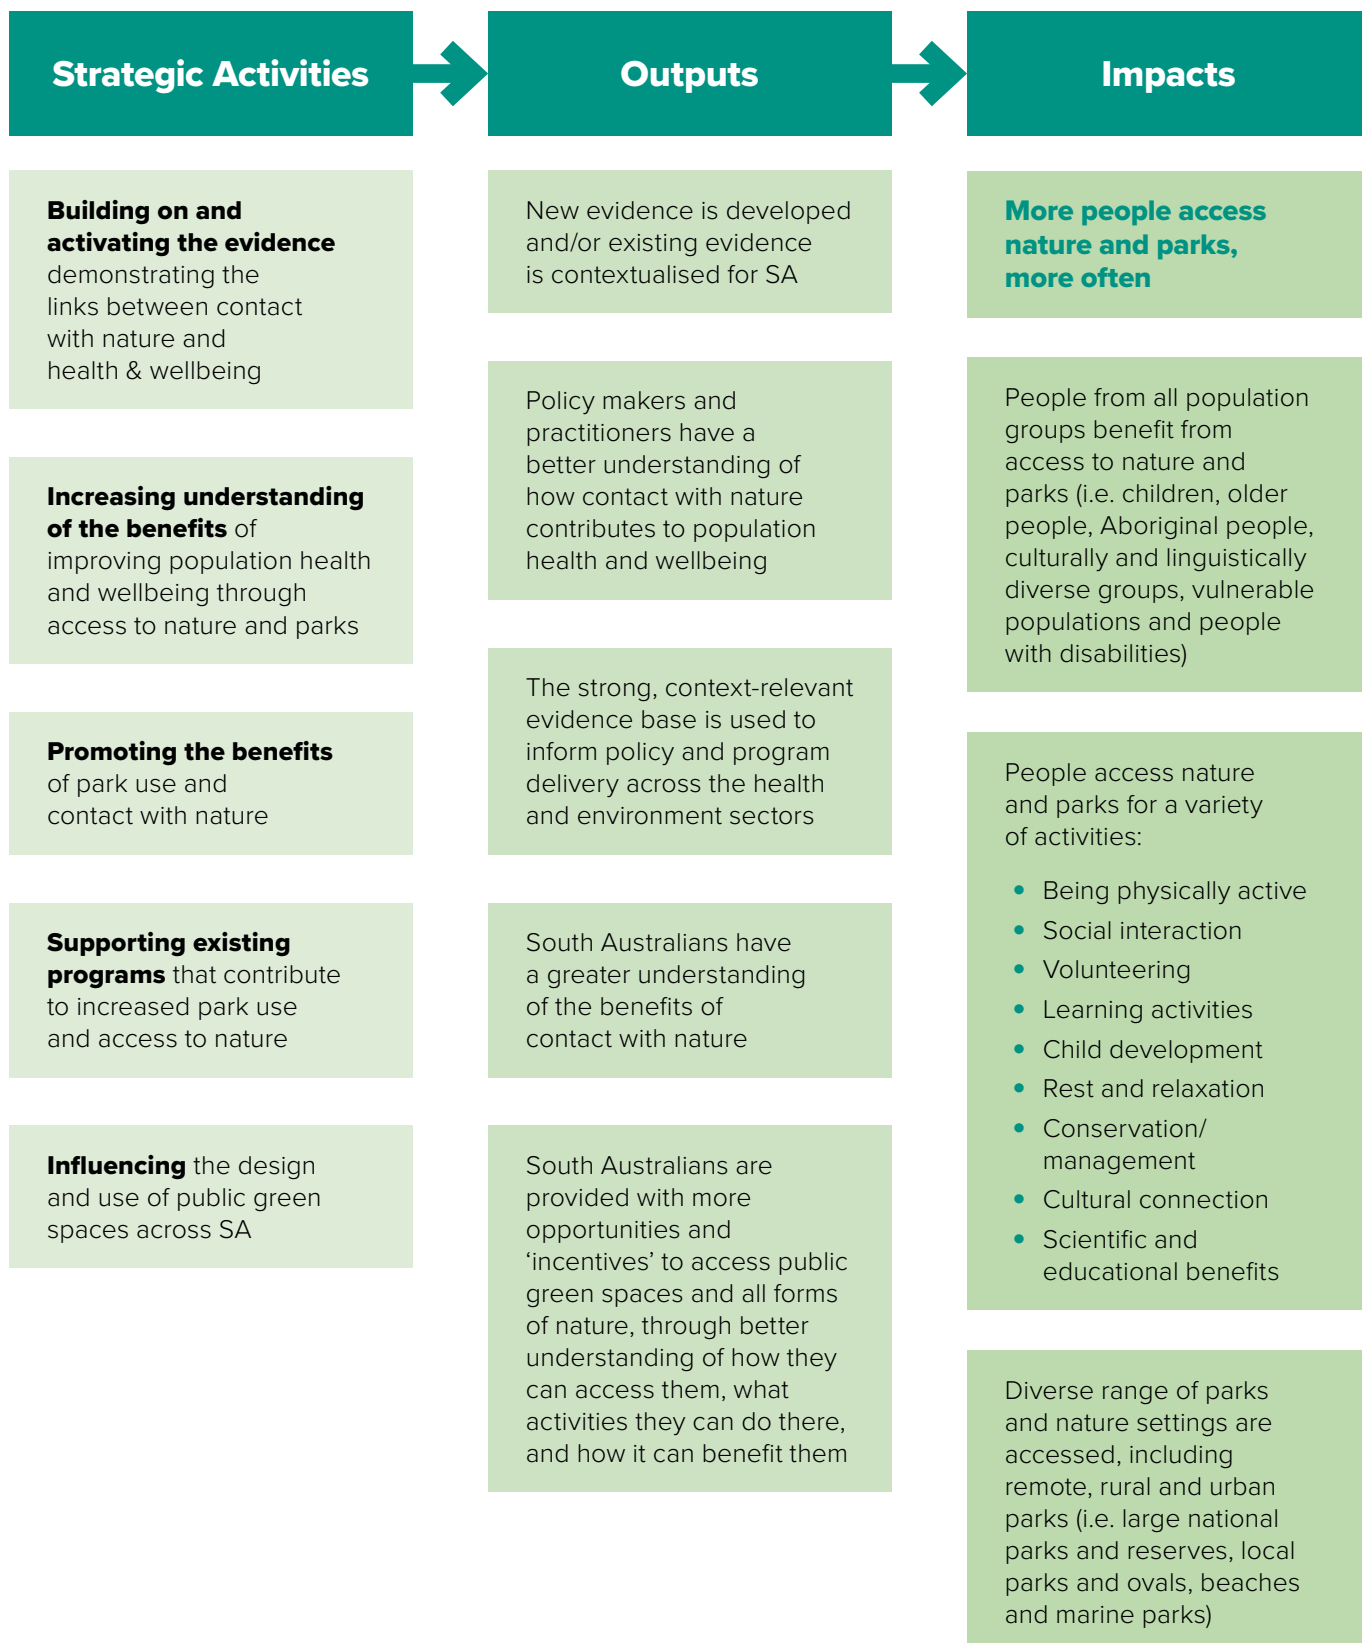 Strategic Activities
Outputs
Impacts
Building on and
activating the evidence
demonstrating the
links between contact
with nature and
health & wellbeing
Increasing understanding
of the benefits of
improving population health
and wellbeing through
access to nature and parks
Promoting the benefits
of park use and
contact with nature
Supporting existing
programs that contribute
to increased park use
and access to nature
Influencing the design
and use of public green
spaces across SA
New evidence is developed
and/or existing evidence
is contextualised for SA
Policy makers and
practitioners have a
better understanding of
how contact with nature
contributes to population
health and wellbeing
The strong, context-relevant
evidence base is used to
inform policy and program
delivery across the health
and environment sectors
South Australians have
a greater understanding
of the benefits of
contact with nature
South Australians are
provided with more
opportunities and
‘incentives’ to access public
green spaces and all forms
of nature, through better
understanding of how they
can access them, what
activities they can do there,
and how it can benefit them
More people access
nature and parks,
more often
People from all population
groups benefit from
access to nature and
parks (i.e. children, older
people, Aboriginal people,
culturally and linguistically
diverse groups, vulnerable
populations and people
with disabilities)
People access nature
and parks for a variety
of activities:
• Being physically active
• Social interaction
• Volunteering
• Learning activities
• Child development
• Rest and relaxation
• Conservation/
management
• Cultural connection
• Scientific and
educational benefits
Diverse range of parks
and nature settings are
accessed, including
remote, rural and urban
parks (i.e. large national
parks and reserves, local
parks and ovals, beaches
and marine parks)